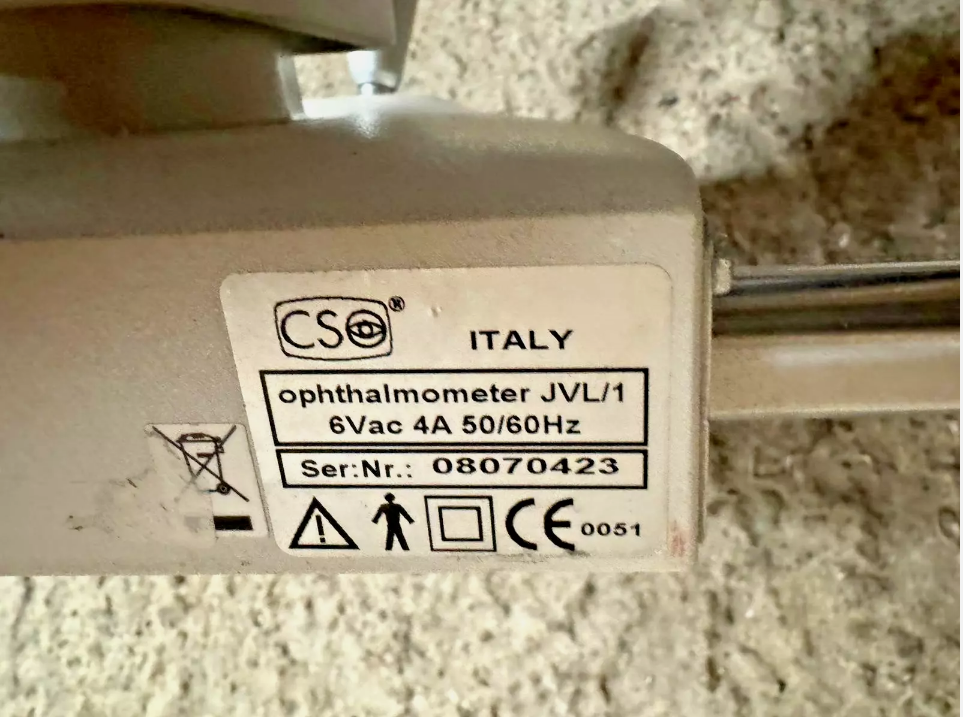 CSO®
ITALY
ophthalmometer JVL/1
6Vac 4A 50/60Hz
Ser:Nr.: 08070423
CE 0051